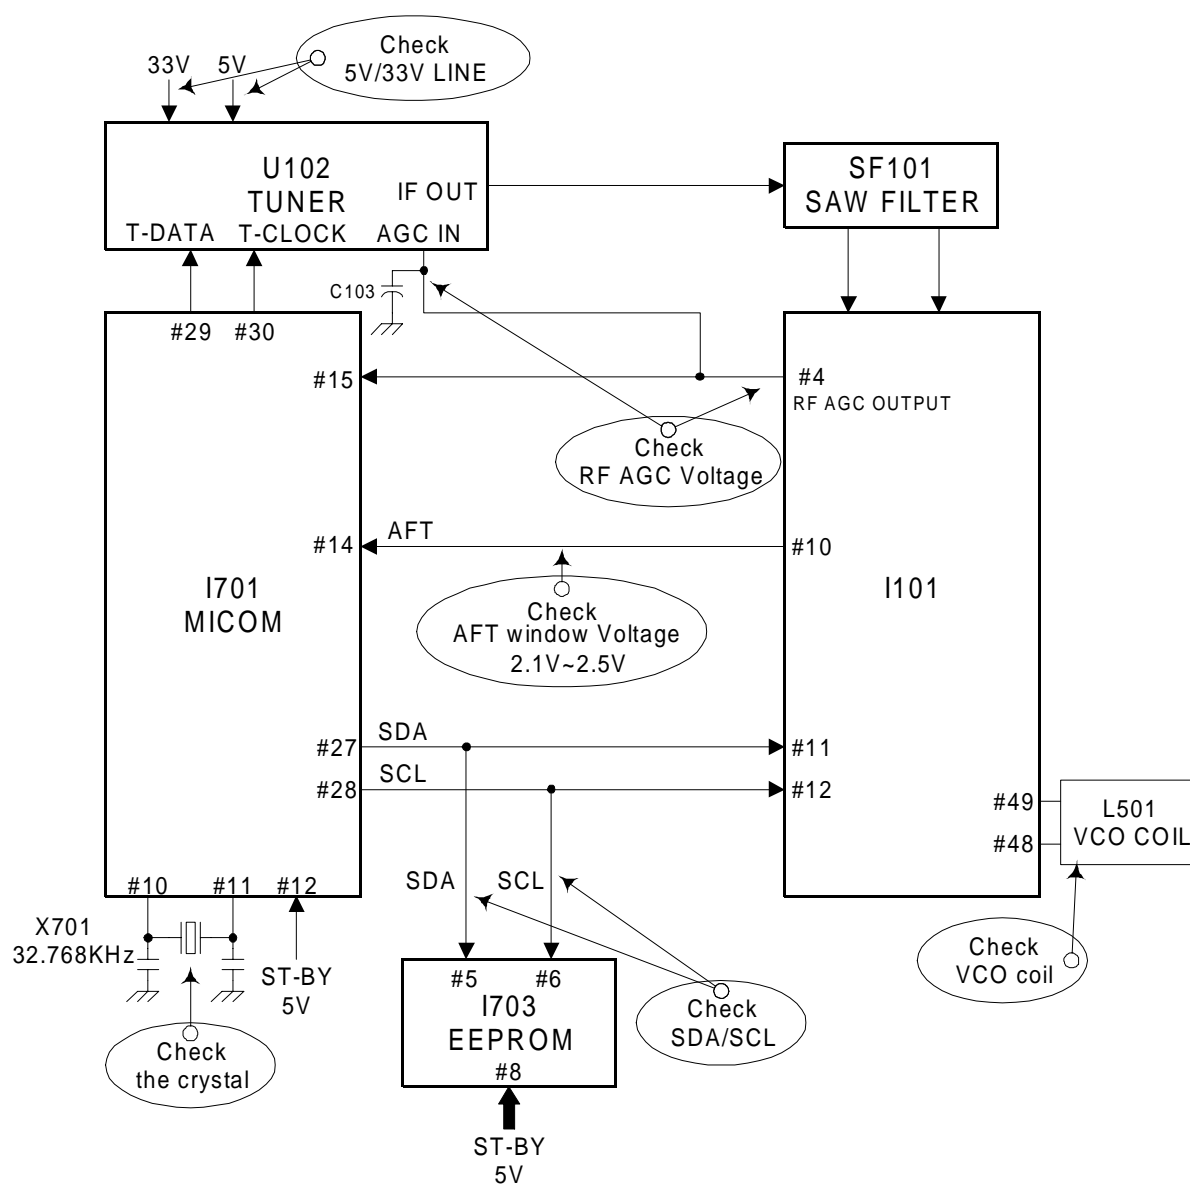 Check
5V/33V LINE
33V 5V
U102
TUNER
IF OUT
T-DATA T-CLOCK AGC IN
SF101
SAW FILTER
C103
#29 #30
#15
#4
RF AGC OUTPUT
Check
RF AGC Voltage
AFT
#14
#10
I701
MICOM
I101
Check
AFT window Voltage
2.1V~2.5V
SDA
#27
#11
SCL
#28
#12
#49
#48
L501
VCO COIL
#10 #11 #12
SDA SCL
X701
32.768KHz
ST-BY
5V
Check
VCO coil
#5 #6
I703
EEPROM
#8
Check
SDA/SCL
Check
the crystal
ST-BY
5V